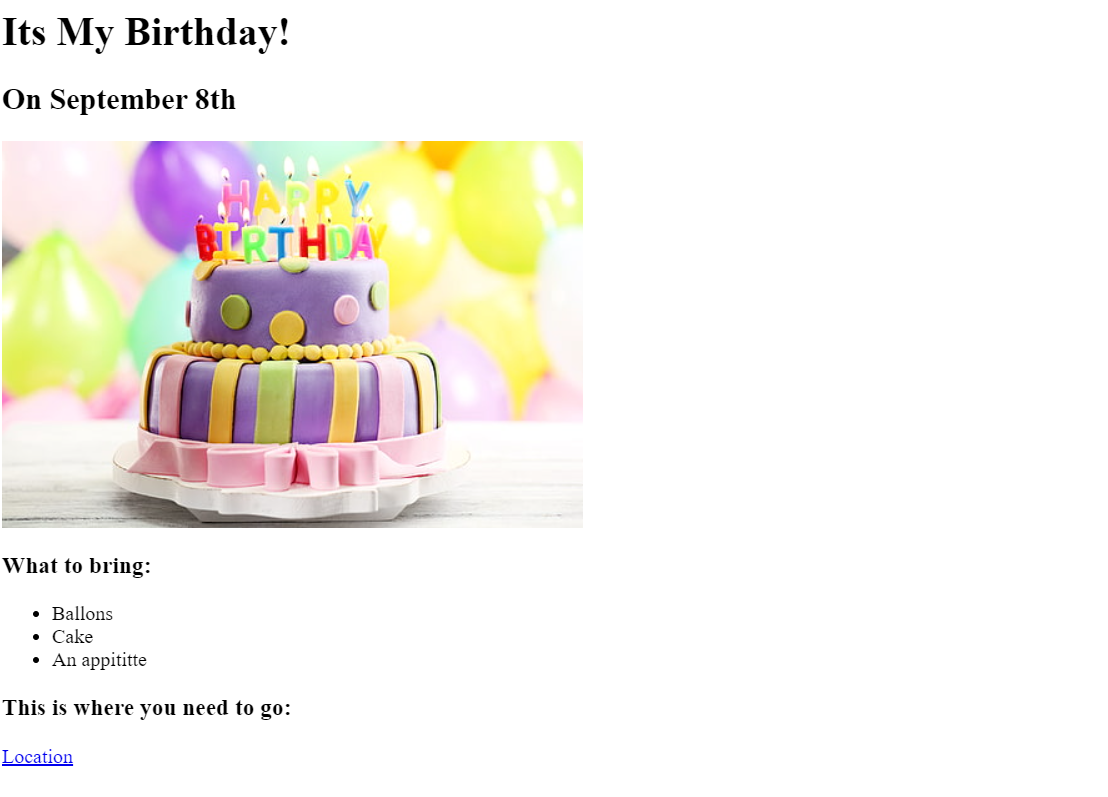 Its My Birthday!
On September 8th
HAPPY
BIRTHDAY
What to bring:
Ballons
Cake
An appititte
This is where you need to go:
Location